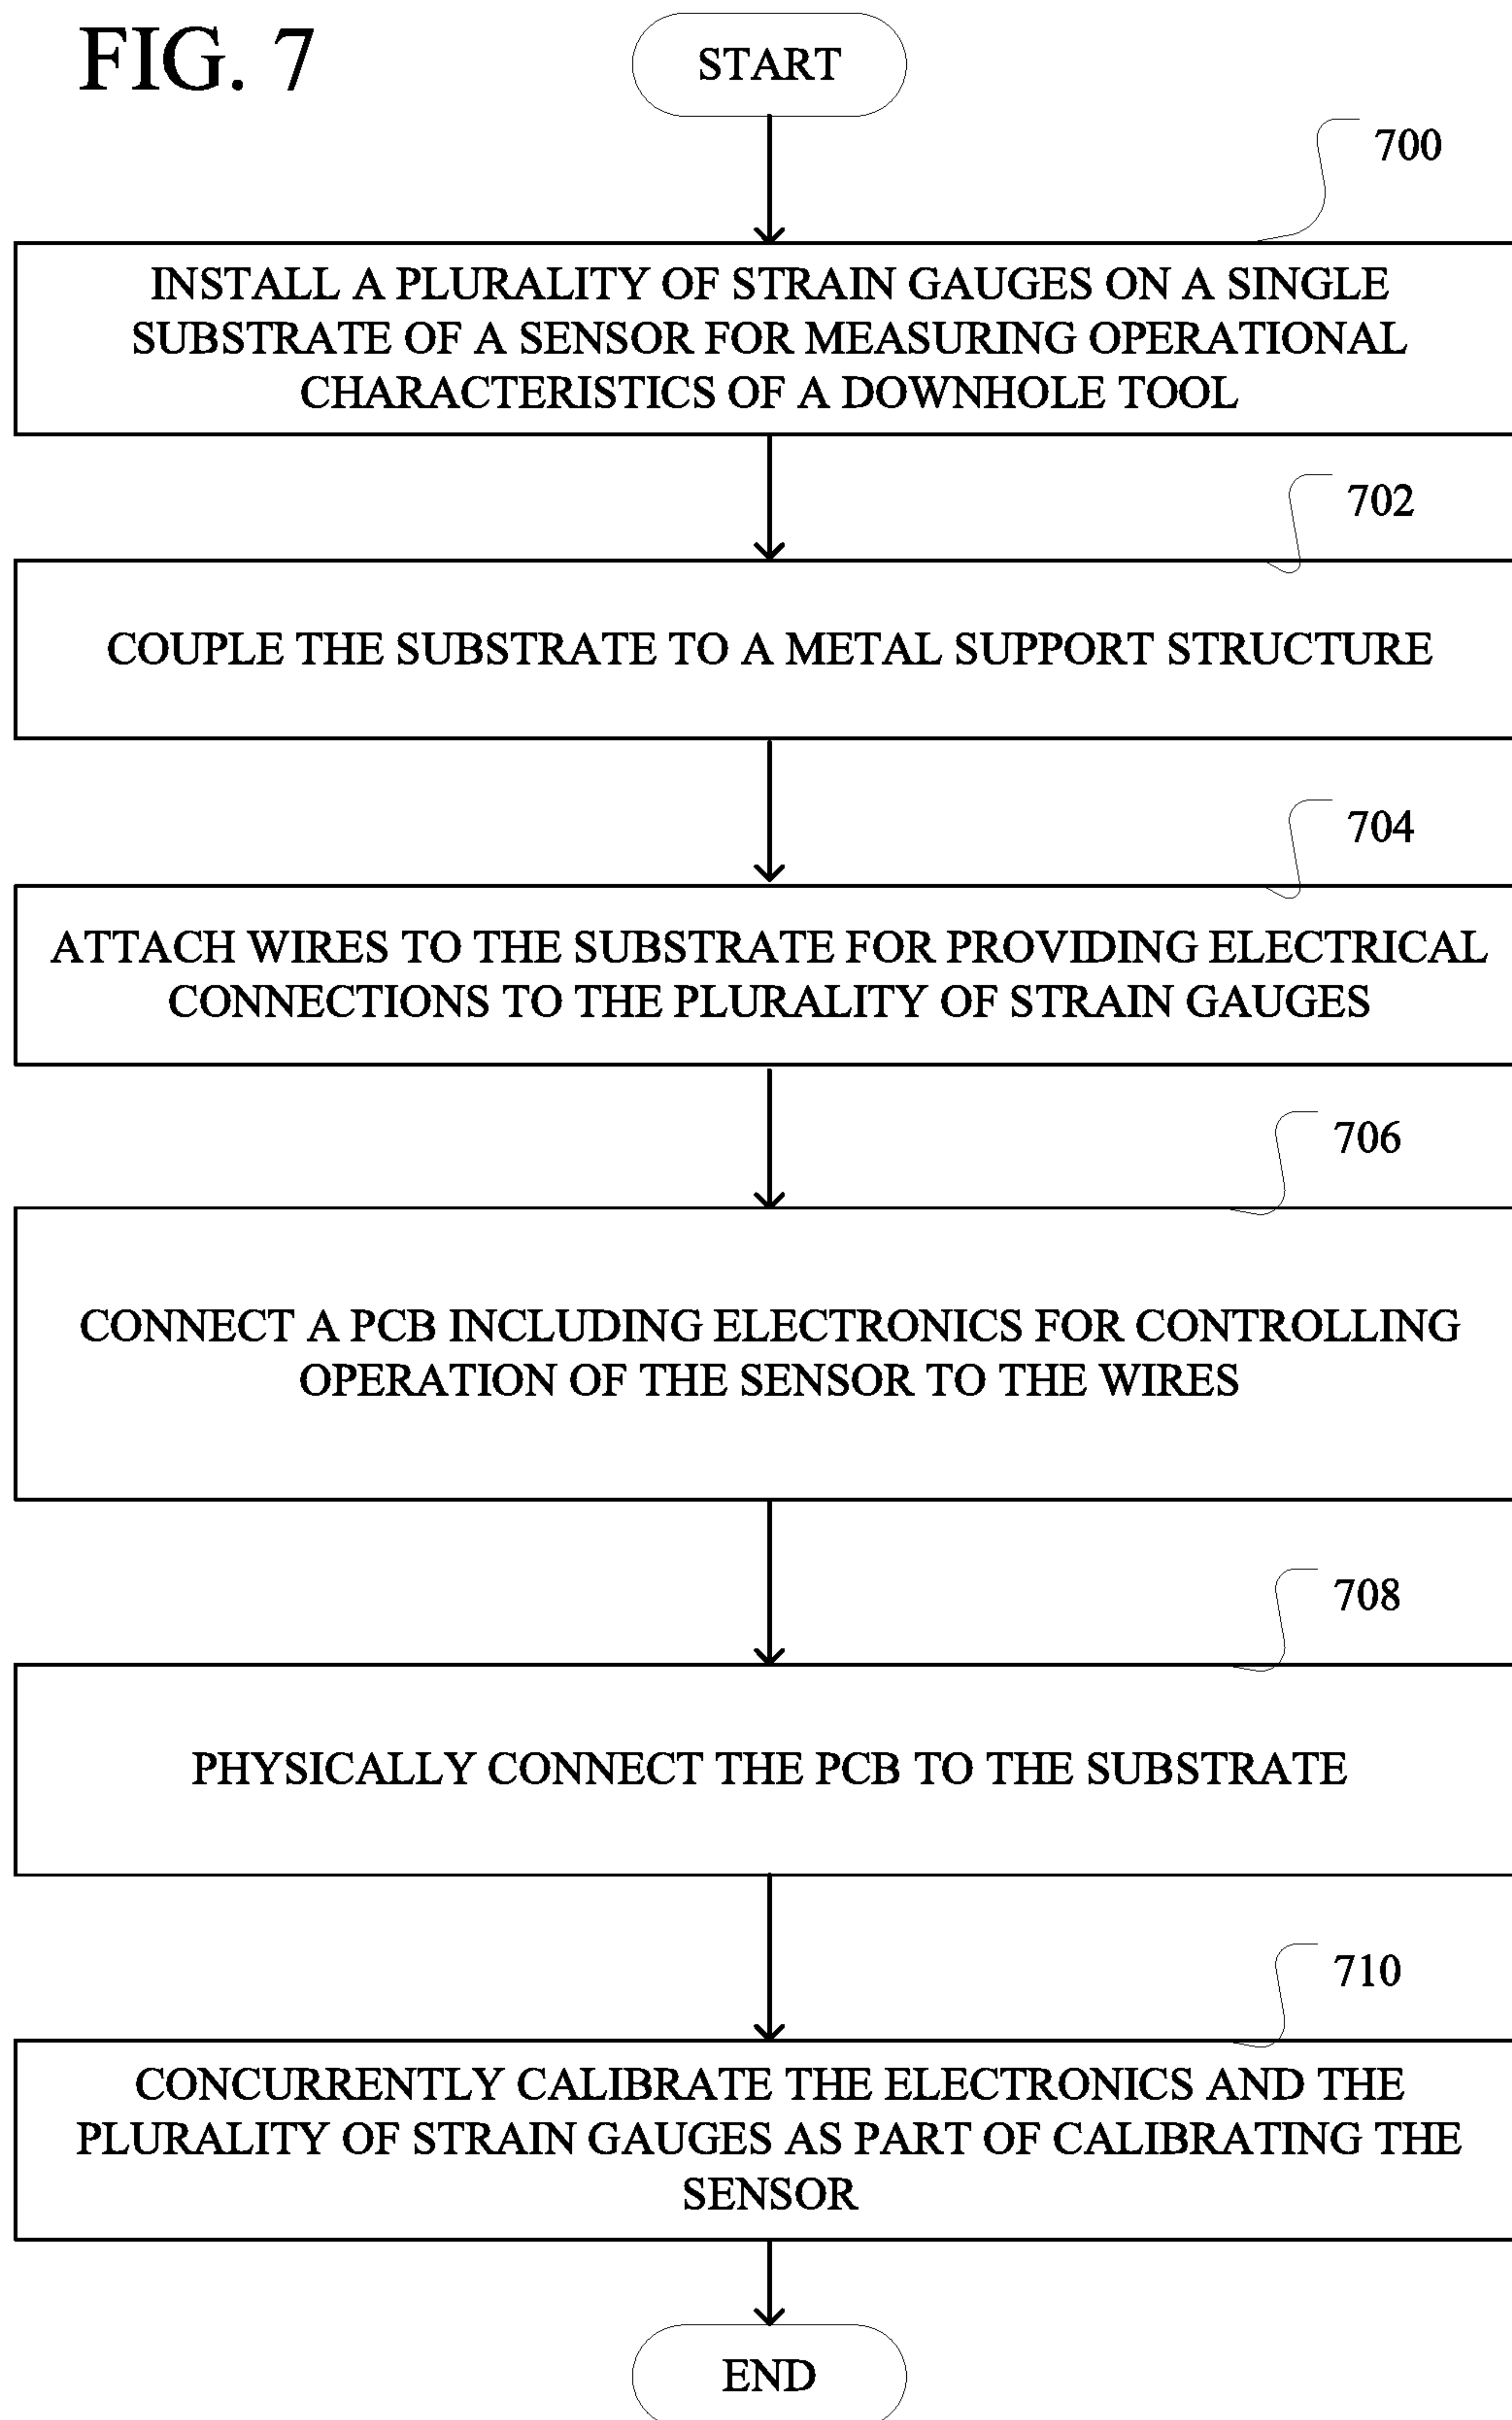 FIG. 7
START
700
INSTALL A PLURALITY OF STRAIN GAUGES ON A SINGLE
SUBSTRATE OF A SENSOR FOR MEASURING OPERATIONAL
CHARACTERISTICS OF A DOWNHOLE TOOL
702
COUPLE THE SUBSTRATE TO A METAL SUPPORT STRUCTURE
704
ATTACH WIRES TO THE SUBSTRATE FOR PROVIDING ELECTRICAL
CONNECTIONS TO THE PLURALITY OF STRAIN GAUGES
706
CONNECT A PCB INCLUDING ELECTRONICS FOR CONTROLLING
OPERATION OF THE SENSOR TO THE WIRES
708
PHYSICALLY CONNECT THE PCB TO THE SUBSTRATE
710
CONCURRENTLY CALIBRATE THE ELECTRONICS AND THE
PLURALITY OF STRAIN GAUGES AS PART OF CALIBRATING THE
SENSOR
END